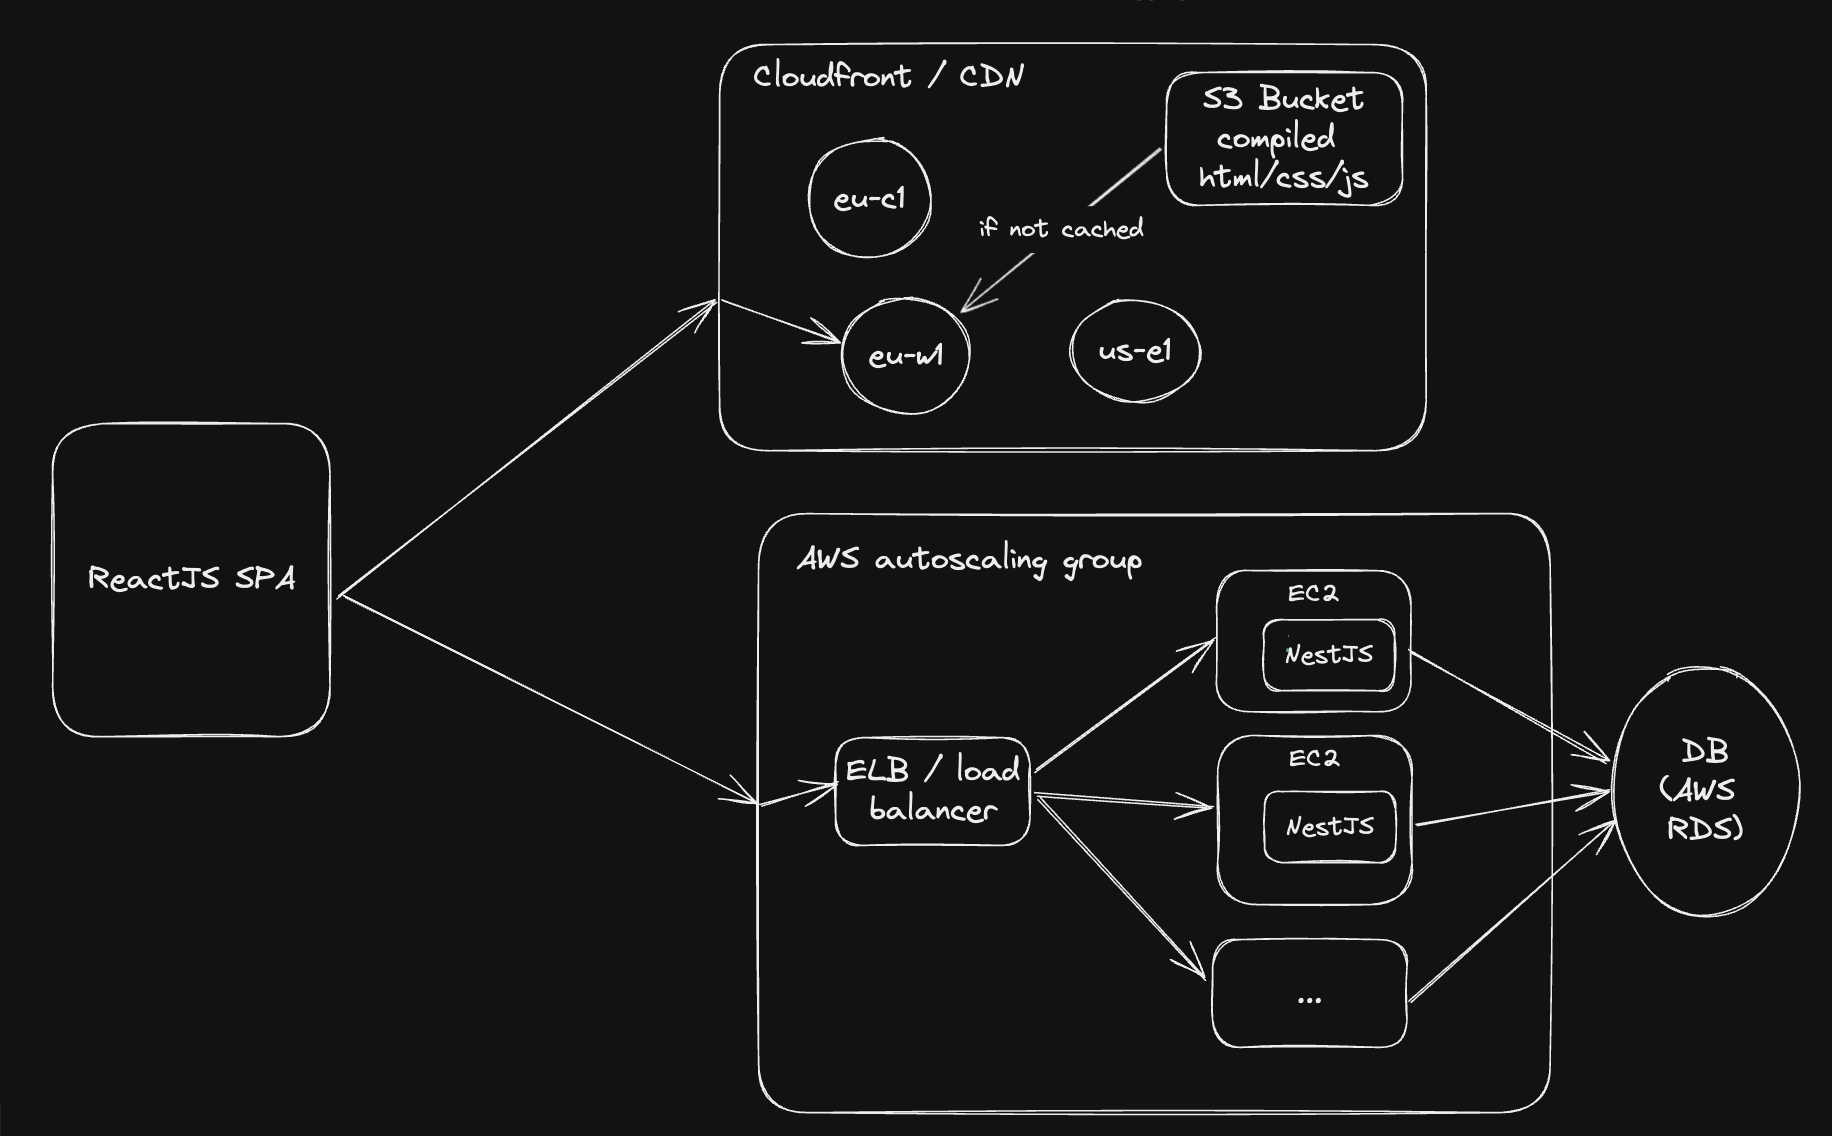 Cloudfront / CDN
S3 Bucket
compiled
html/css/js
eu-c1
if not cached
eu-w1
us-e1
ReactJS SPA
AWS autoscaling group
EC2
NestJS
ELB / load
balancer
EC2
NestJS
...
DB
(AWS
RDS)